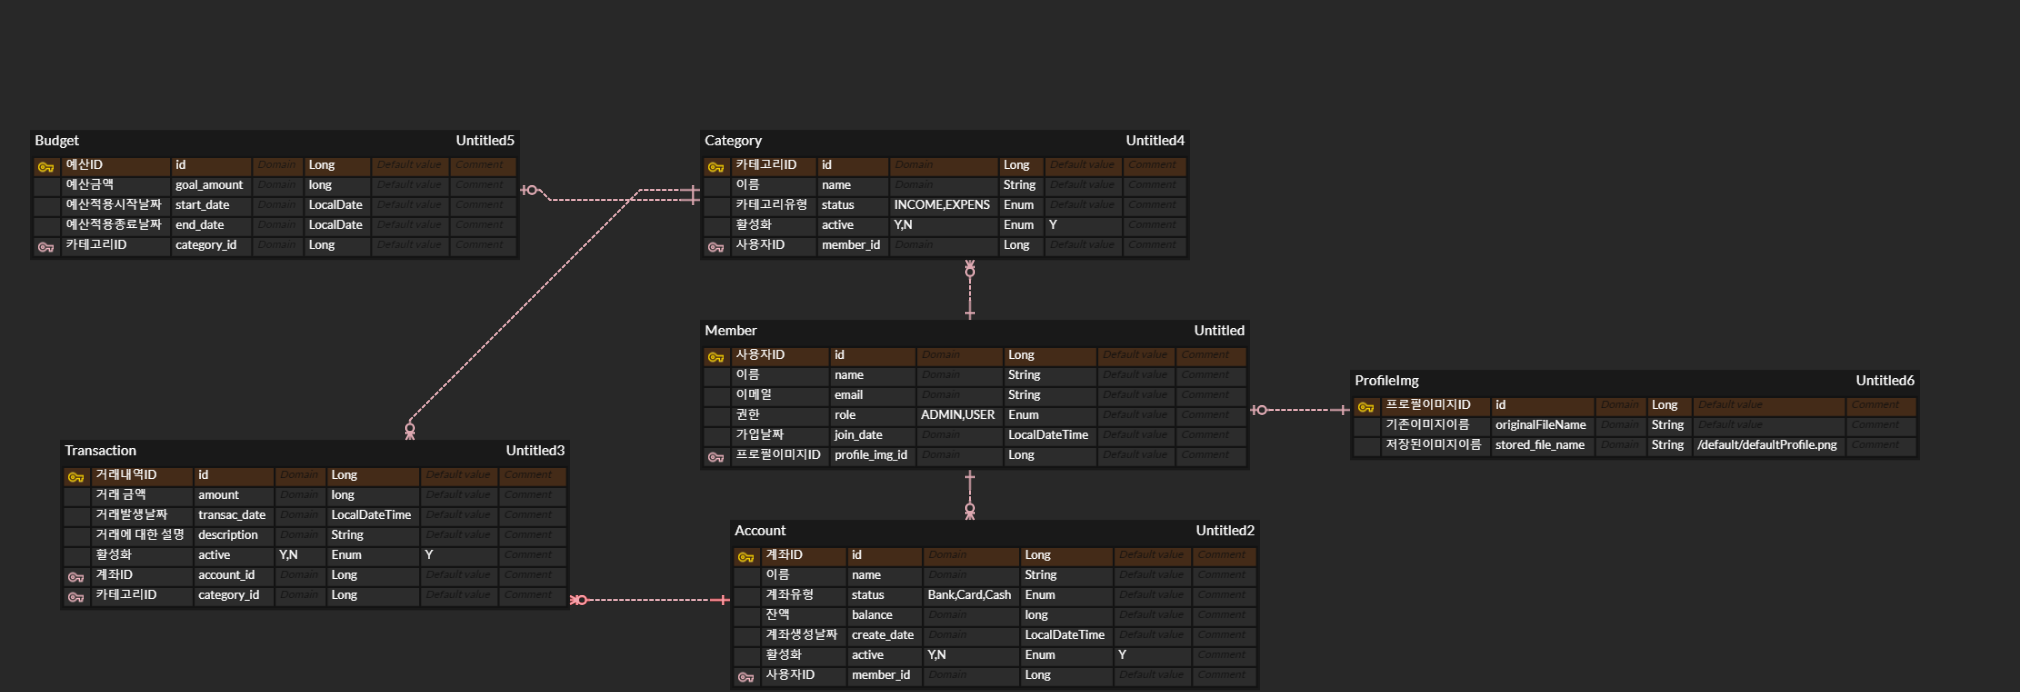 Budget Untitled5
예산ID id Domain Long Default value Comment
예산금액 goal_amount Domain long Default value Comment
예산적용시작날짜 start_date Domain LocalDate Default value Comment
예산적용종료날짜 end_date Domain LocalDate Default value Comment
카테고리ID category_id Domain Long Default value Comment
Category Untitled4
카테고리ID id Domain Long Default value Comment
이름 name Domain String Default value Comment
카테고리유형 status INCOME,EXPENS Enum Default value Comment
활성화 active Y,N Enum Y Comment
사용자ID member_id Domain Long Default value Comment
Member Untitled
사용자ID id Domain Long Default value Comment
이름 name Domain String Default value Comment
이메일 email Domain String Default value Comment
권한 role ADMIN,USER Enum Default value Comment
가입날짜 join_date Domain LocalDateTime Default value Comment
프로필이미지ID profile_img_id Domain Long Default value Comment
ProfileImg Untitled6
프로필이미지ID id Domain Long Default value Comment
기존이미지이름 originalFileName Domain String Default value Comment
저장된이미지이름 stored_file_name Domain String /default/defaultProfile.png Comment
Transaction Untitled3
거래내역ID id Domain Long Default value Comment
거래 금액 amount Domain long Default value Comment
거래발생날짜 transac_date Domain LocalDateTime Default value Comment
거래에 대한 설명 description Domain String Default value Comment
활성화 active Y,N Enum Y Comment
계좌ID account_id Domain Long Default value Comment
카테고리ID category_id Domain Long Default value Comment
Account Untitled2
계좌ID id Domain Long Default value Comment
이름 name Domain String Default value Comment
계좌유형 status Bank,Card,Cash Enum Default value Comment
잔액 balance Domain long Default value Comment
계좌생성날짜 create_date Domain LocalDateTime Default value Comment
활성화 active Y,N Enum Y Comment
사용자ID member_id Domain Long Default value Comment